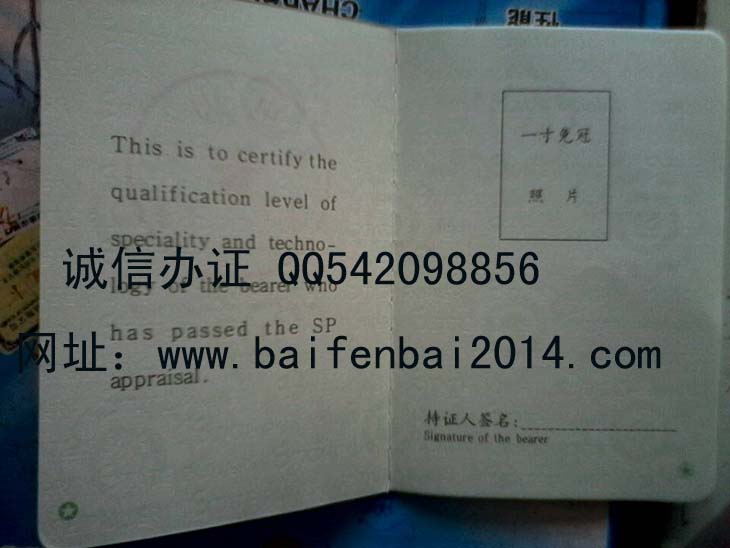 性能
This is to certify the
qualification level of
speciality and techno-
logy of the bearer who
has passed the SP
appraisal.
诚信办证 QQ542098856
网址：www.baifenbai2014.com
一寸免冠
照 片
持证人签名:
Signature of the bearer